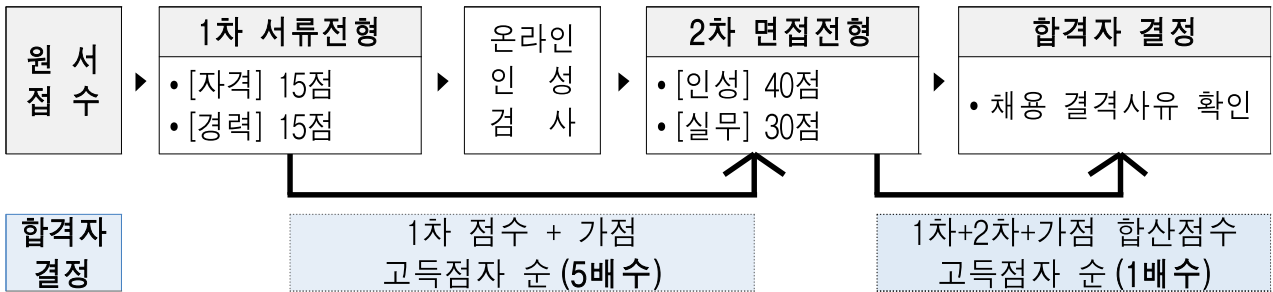 원 서
접 수
1차 서류전형
• [자격] 15점
• [경력] 15점
온라인
인 성
검 사
2차 면접전형
• [인성] 40점
• [실무] 30점
합격자 결정
• 채용 결격사유 확인
합격자
결정
1차 점수 + 가점
고득점자 순 (5배수)
1차+2차+가점 합산점수
고득점자 순 (1배수)